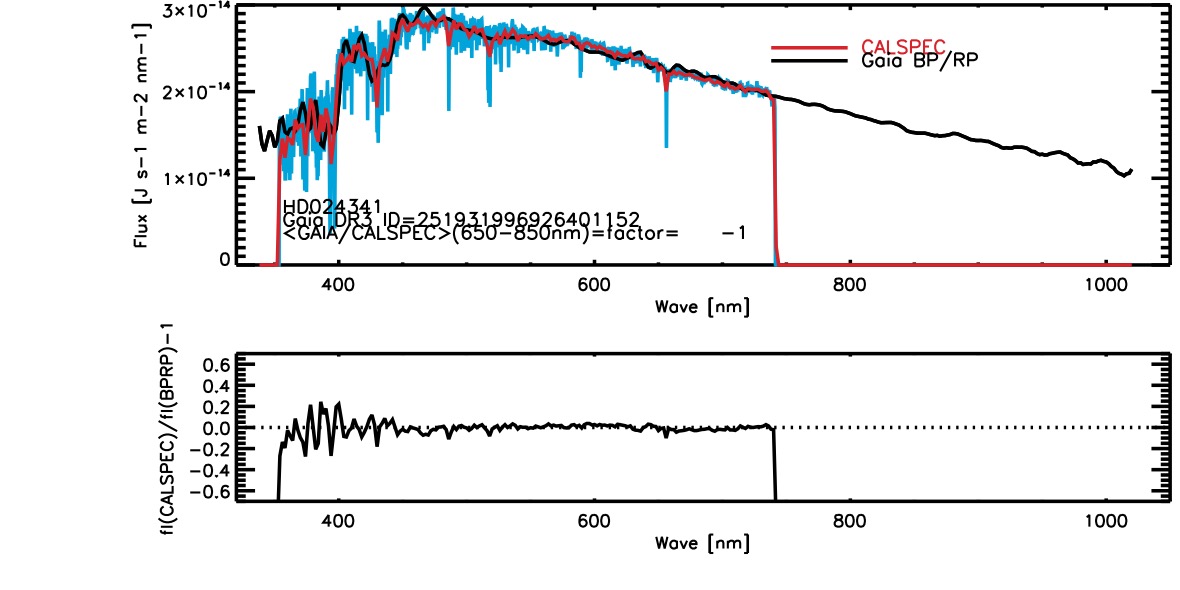 3×10−14
2×10−14
1×10−14
0
Flux [J s−1 m−2 nm−1]
CALSPEC
Gaia BP/RP
HD024341
Gaia DR3 ID=251931996926401152
<GAIA/CALSPEC>(650−850nm)=factor= −1
400 600 800 1000
Wave [nm]
fl(CALSPEC)/fl(BPRP)−1
0.6
0.4
0.2
0.0
−0.2
−0.4
−0.6
400 600 800 1000
Wave [nm]